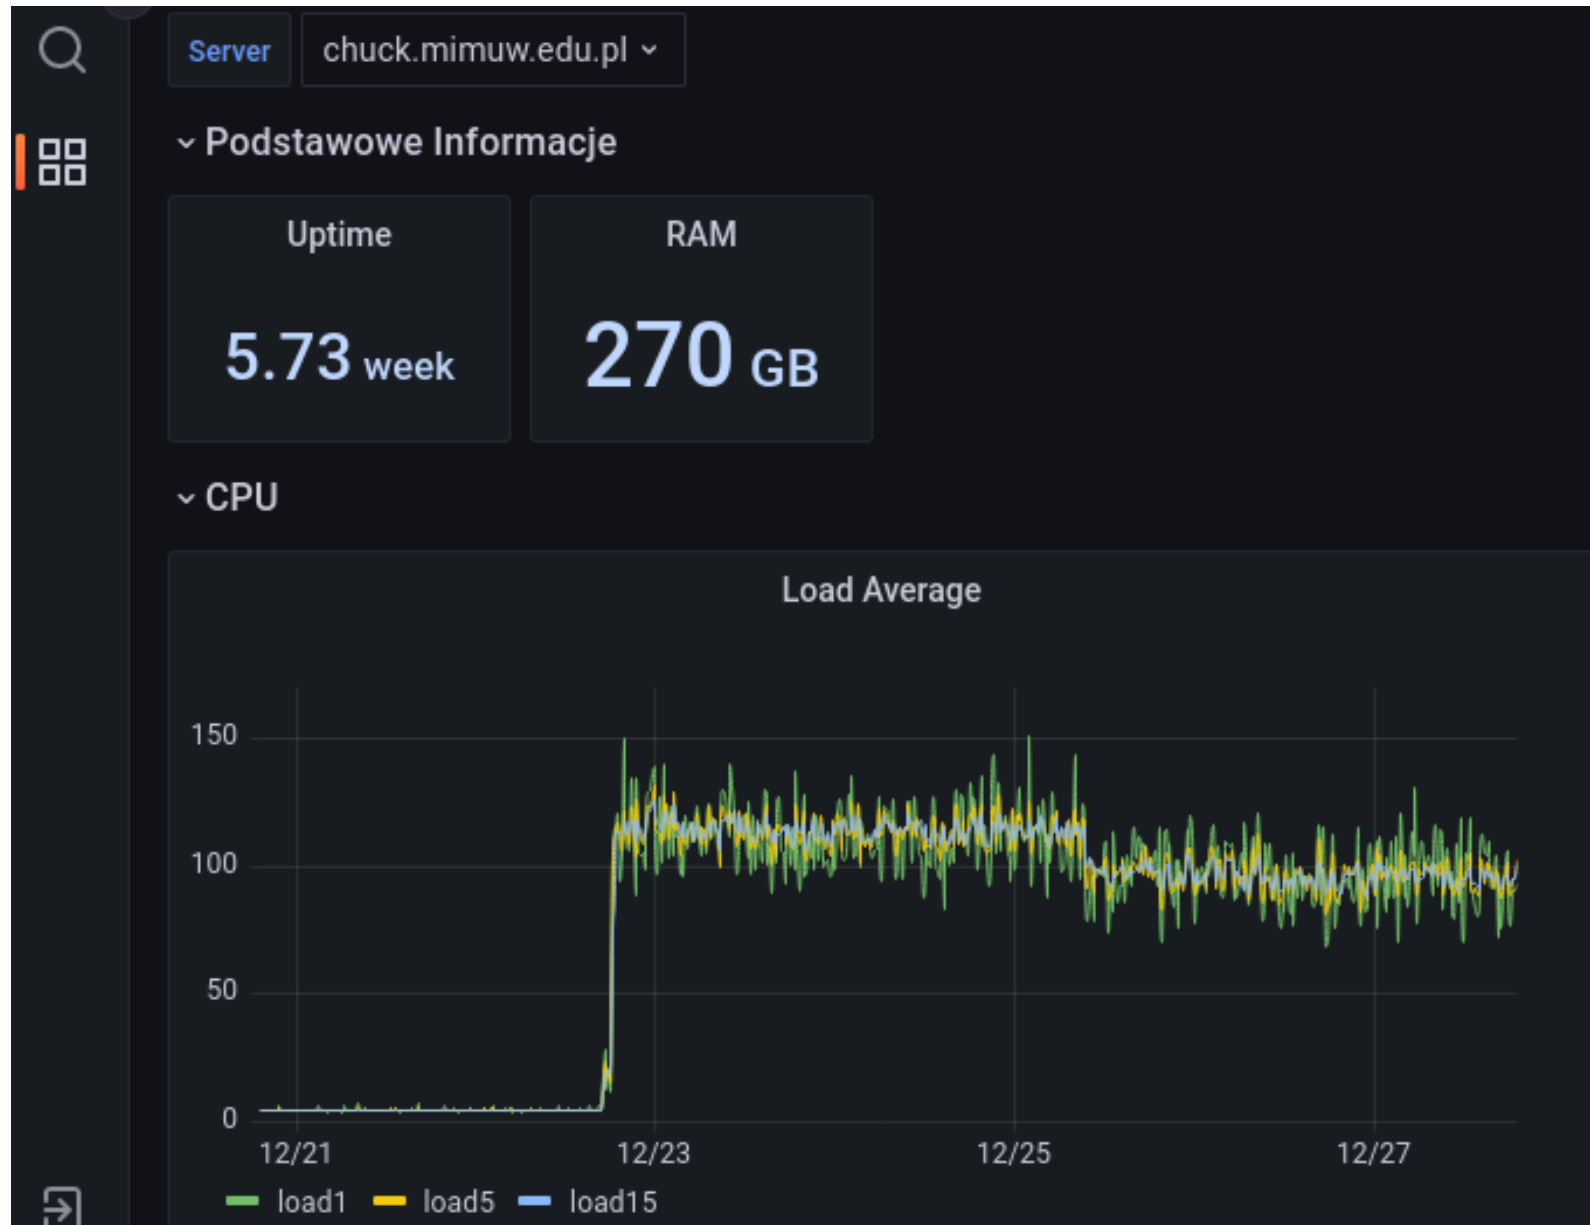 Server chuck.mimuw.edu.pl
Podstawowe Informacje
Uptime
5.73 week
RAM
270 GB
CPU
Load Average
150
100
50
0
12/21 12/23 12/25 12/27
load1 load5 load15